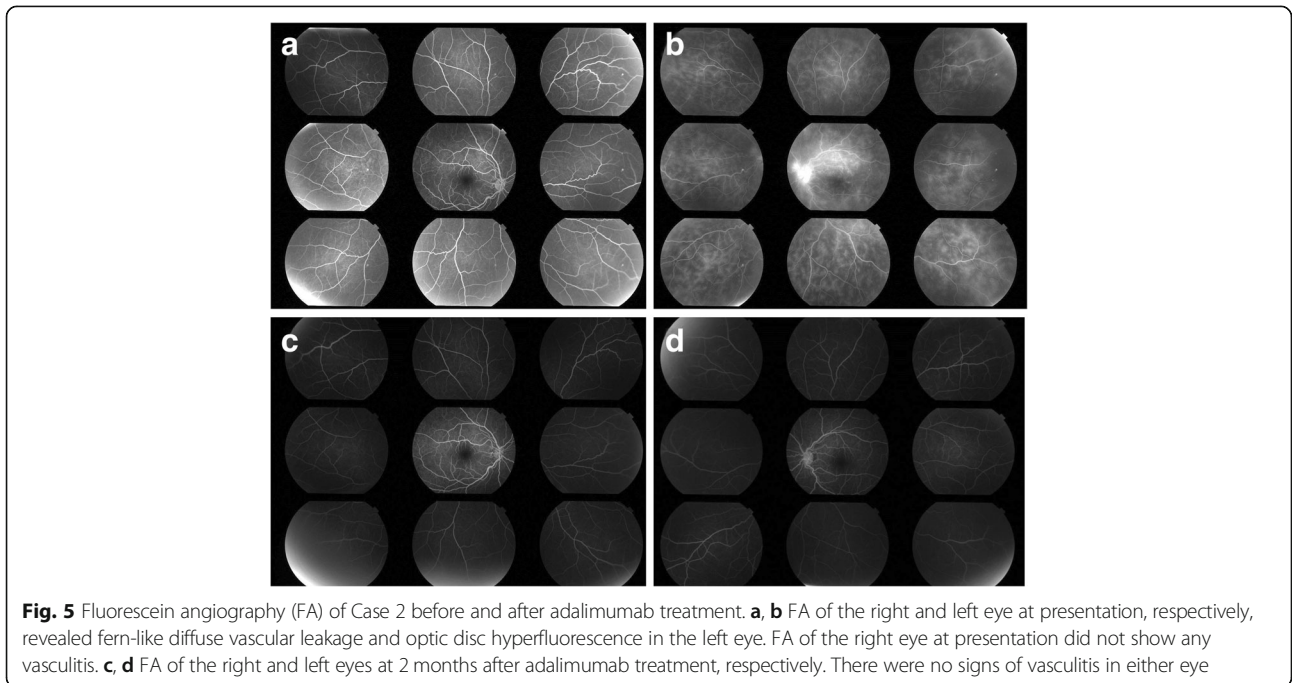 a
b
c
d
Fig. 5 Fluorescein angiography (FA) of Case 2 before and after adalimumab treatment. a, b FA of the right and left eye at presentation, respectively,
revealed fern-like diffuse vascular leakage and optic disc hyperfluorescence in the left eye. FA of the right eye at presentation did not show any
vasculitis. c, d FA of the right and left eyes at 2 months after adalimumab treatment, respectively. There were no signs of vasculitis in either eye